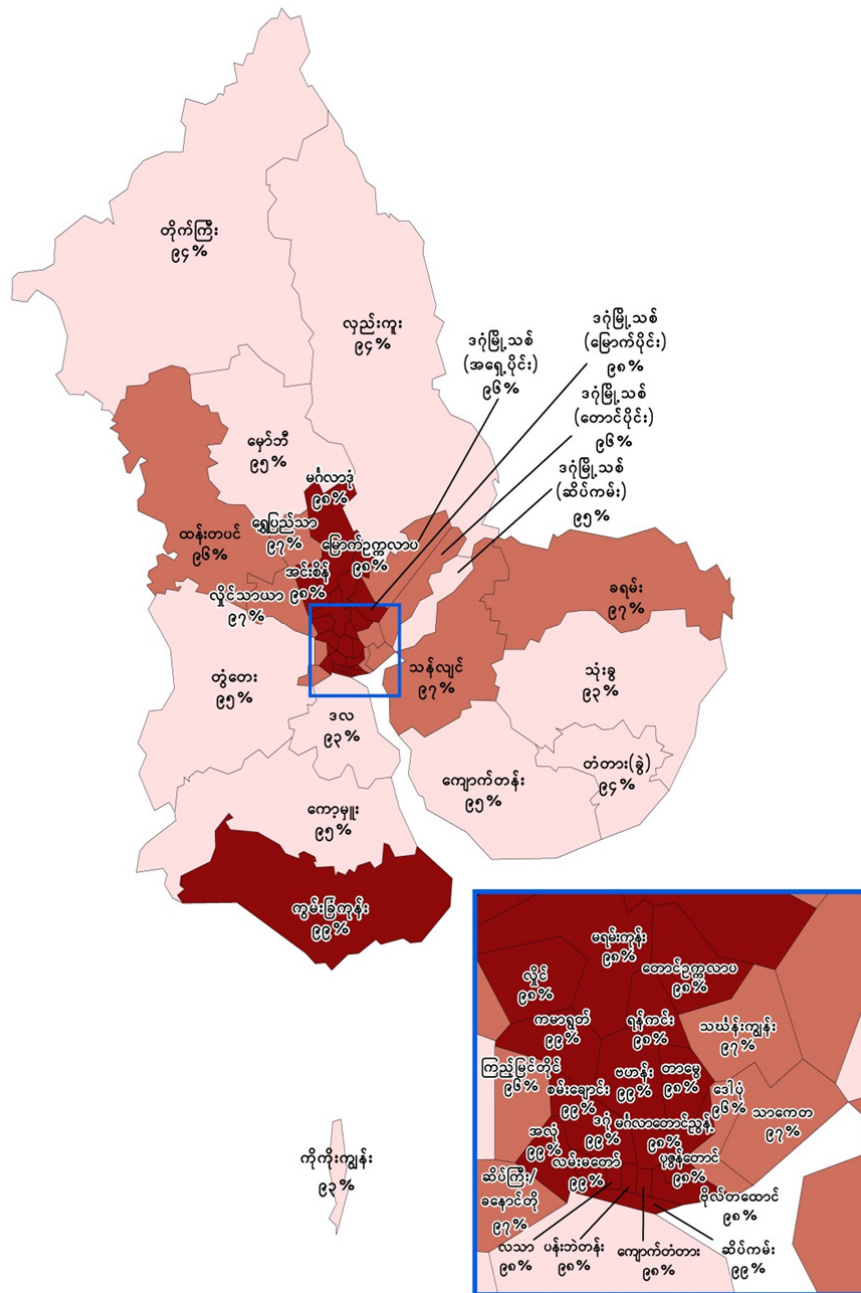 တိုက်ကြီး
၉၄%
လှည်းကူး
၉၄%
ဒဂုံမြို့သစ်
(မြောက်ပိုင်း)
၉၈%
ဒဂုံမြို့သစ်
(အရှေ့ပိုင်း)
၉၆%
ဒဂုံမြို့သစ်
(တောင်ပိုင်း)
၉၆%
ဒဂုံမြို့သစ်
(ဆိပ်ကမ်း)
၉၅%
မှော်ဘီ
၉၅%
မင်္ဂလာဒုံ
၉၈%
ရွှေပြည်သာ
၉၇%
မြောက်ဥက္ကလာပ
၉၈%
ထန်းတပင်
၉၆%
အင်းစိန်
၉၈%
လှိုင်သာယာ
၉၇%
ခရမ်း
၉၇%
သန်လျင်
၉၇%
သုံးခွ
၉၃%
တွံတေး
၉၅%
ဒလ
၉၃%
တံတား(ခွဲ)
၉၄%
ကျောက်တန်း
၉၅%
ကော့မှူး
၉၅%
ကွမ်းခြံကုန်း
၉၉%
ကိုကိုးကျွန်း
၉၃%
မရမ်းကုန်း
၉၈%
လှိုင်
၉၈%
တောင်ဥက္ကလာပ
၉၈%
ကမာရွတ်
၉၉%
ရန်ကင်း
၉၈%
သင်္ဃန်းကျွန်း
၉၇%
ကြည့်မြင်တိုင်
၉၆%
စမ်းချောင်း
၉၉%
ဗဟန်း
၉၉%
တာမွေ
၉၈%
ဒေါပုံ
၉၆%
သာကေတ
၉၇%
အလုံ
၉၉%
ဒဂုံ
၉၉%
မင်္ဂလာတောင်ညွန့်
၉၈%
လမ်းမတော်
၉၉%
ပုဇွန်တောင်
၉၈%
ဆိပ်ကြီး/
ခနောင်တို
၉၇%
ဗိုလ်တထောင်
၉၈%
လသာ
၉၈%
ပန်းဘဲတန်း
၉၈%
ကျောက်တံတား
၉၈%
ဆိပ်ကမ်း
၉၉%